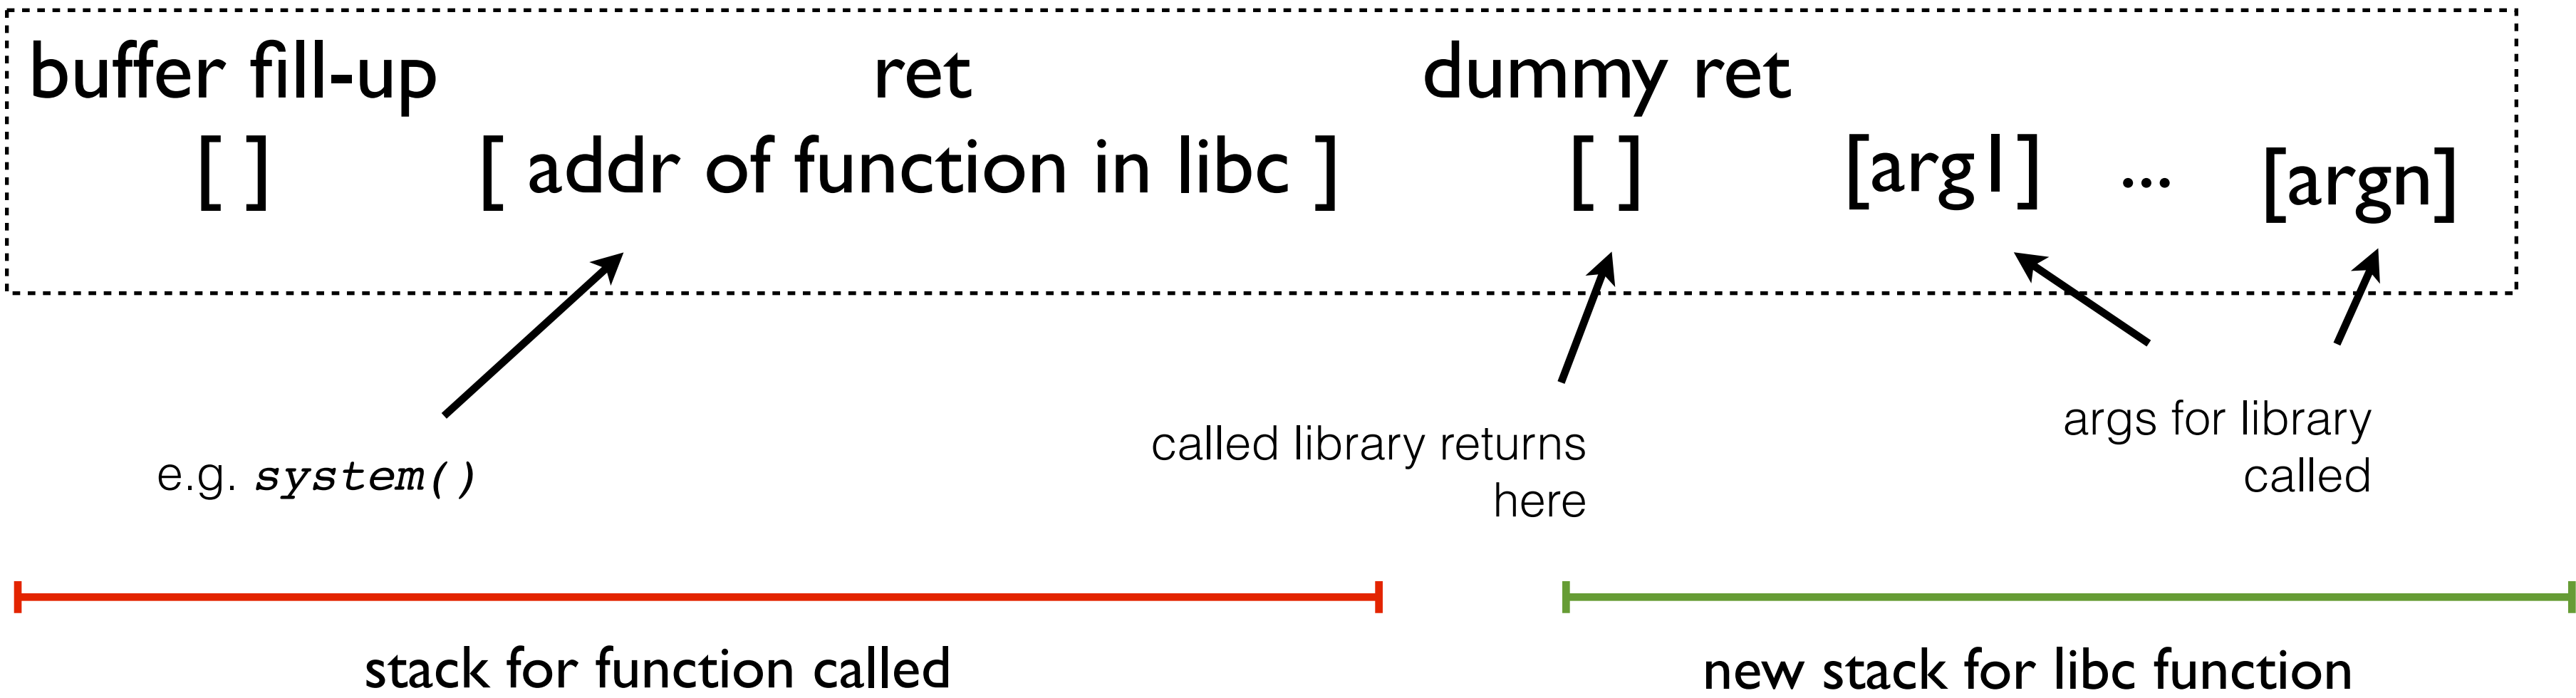 buffer fill-up ret dummy ret
[ ] [ addr of function in libc ] [ ] [arg1] ... [argn]
e.g. system()
called library returns
here
args for library
called
stack for function called
new stack for libc function